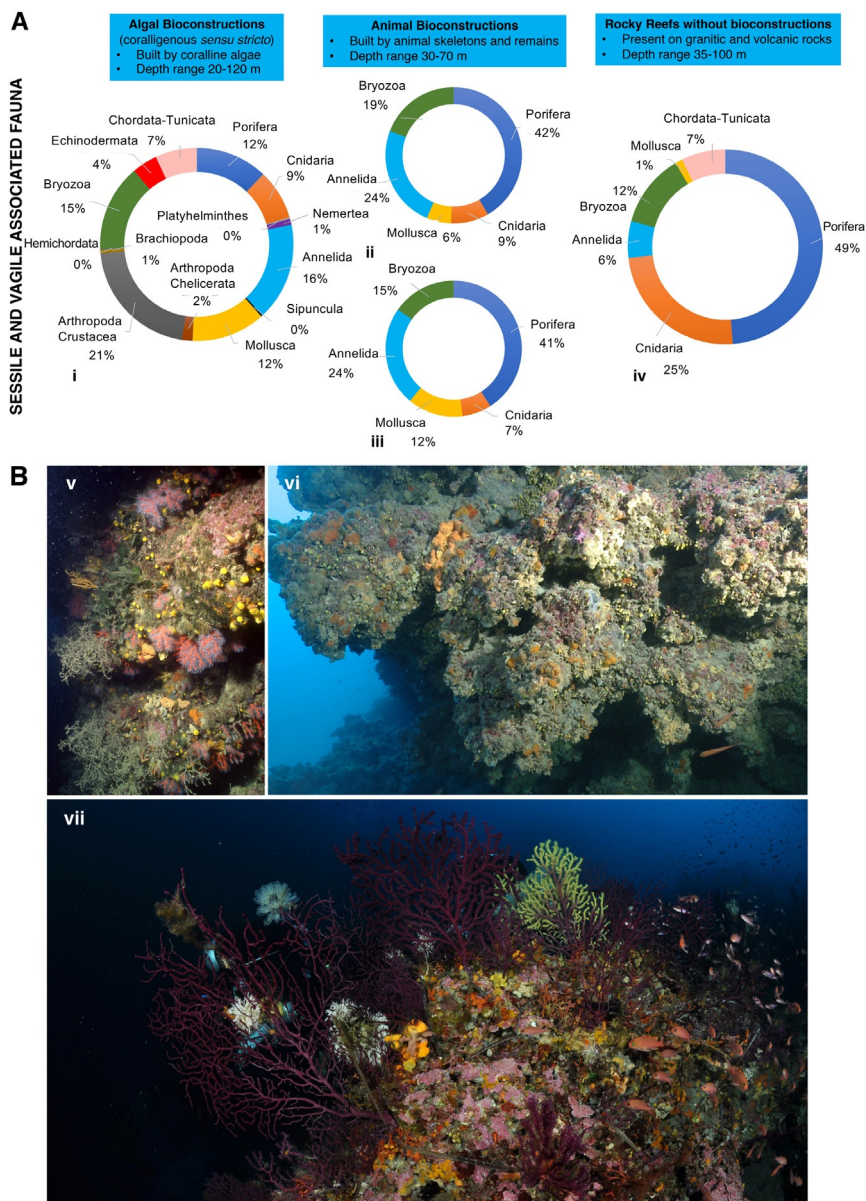 A
Algal Bioconstructions
(coralligenous sensu stricto)
• Built by coralline algae
• Depth range 20-120 m
Animal Bioconstructions
• Built by animal skeletons and remains
• Depth range 30-70 m
Rocky Reefs without bioconstructions
• Present on granitic and volcanic rocks
• Depth range 35-100 m
SESSILE AND VAGILE ASSOCIATED FAUNA
Chordata-Tunicata
7%
Porifera
12%
Echinodermata
4%
Cnidaria
9%
Bryozoa
15%
Platyhelminthes
0%
Nemertea
1%
Hemichordata
0%
Brachiopoda
1%
Annelida
16%
Arthropoda
Chelicerata
2%
Sipuncula
0%
Arthropoda
Crustacea
21%
Mollusca
12%
i
Bryozoa
19%
Porifera
42%
Annelida
24%
Mollusca
6%
Cnidaria
9%
ii
Bryozoa
15%
Porifera
41%
Annelida
24%
Mollusca
12%
Cnidaria
7%
iii
Chordata-Tunicata
7%
Mollusca
1%
12%
Bryozoa
Porifera
49%
Annelida
6%
Cnidaria
25%
iv
B
v
vi
vii